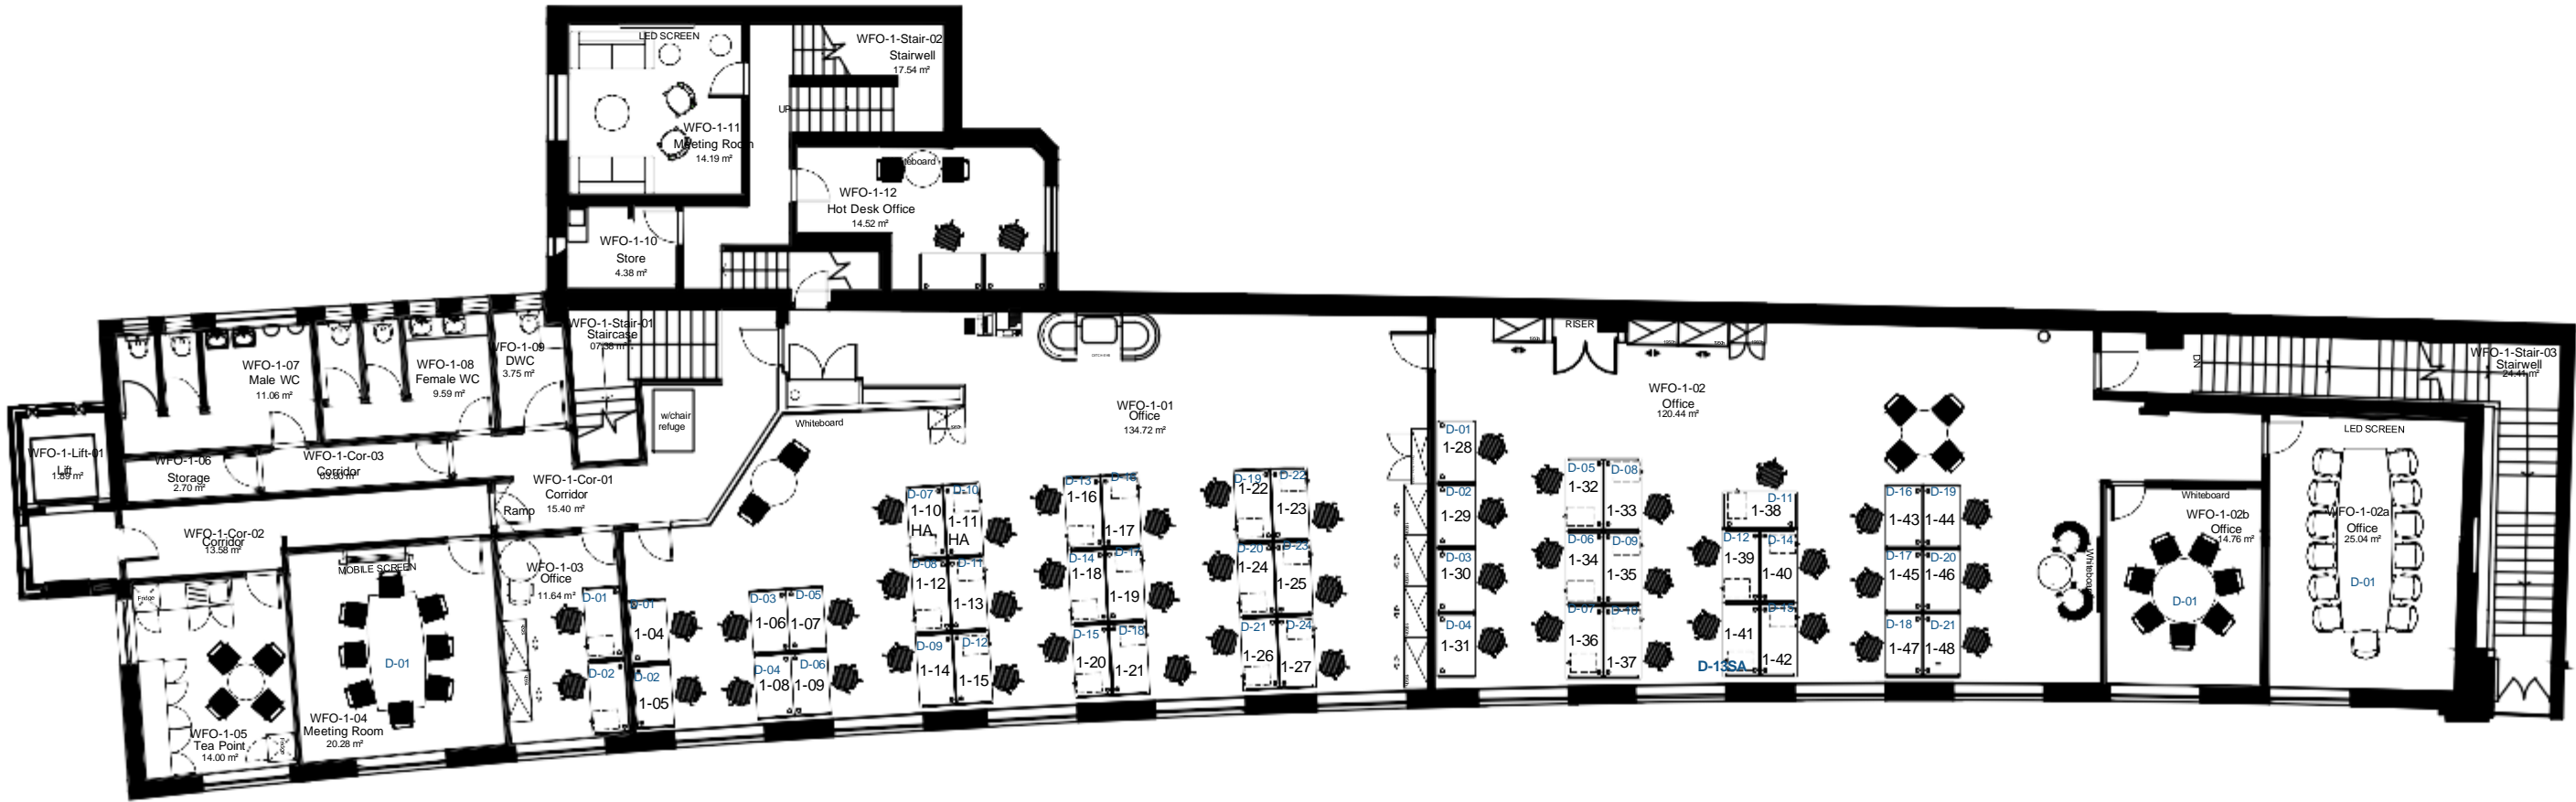 LED SCREEN
WFO-1-11
Meeting Room
14.19 m²
WFO-1-Stair-02
Stairwell
17.54 m²
UP
WFO-1-12
Hot Desk Office
14.52 m²
WFO-1-10
Store
4.38 m²
WFO-1-Stair-01
Staircase
WFO-1-07
Male WC
11.06 m²
WFO-1-08
Female WC
9.59 m²
WFO-1-09
DWC
3.75 m²
w/chair
refuge
WFO-1-Lift-01
Lift
1.89 m²
WFO-1-06
Storage
2.70 m²
WFO-1-Cor-03
Corridor
WFO-1-Cor-01
Corridor
15.40 m²
Ramp
WFO-1-Cor-02
Corridor
13.58 m²
MOBILE SCREEN
D-01
WFO-1-04
Meeting Room
20.28 m²
Fridge
WFO-1-05
Tea Point
14.00 m²
WFO-1-03
Office
11.64 m²
D-01
D-02
Whiteboard
WFO-1-01
Office
134.72 m²
D-01
1-04
D-02
1-05
D-03
1-06
D-05
1-07
D-04
1-08
D-06
1-09
D-07
1-10
HA
D-10
1-11
HA
D-08
1-12
D-11
1-13
D-09
1-14
D-12
1-15
D-13
1-16
D-16
1-17
D-14
1-18
D-17
1-19
D-15
1-20
D-18
1-21
D-19
1-22
D-22
1-23
D-20
1-24
D-23
1-25
D-21
1-26
D-24
1-27
RISER
WFO-1-02
Office
120.44 m²
D-01
1-28
D-02
1-29
D-03
1-30
D-04
1-31
D-05
1-32
D-08
1-33
D-06
1-34
D-09
1-35
D-07
1-36
D-10
1-37
D-11
1-38
D-12
1-39
D-14
1-40
1-41
D-15
1-42
D-13SA
D-16
1-43
D-19
1-44
D-17
1-45
D-20
1-46
D-18
1-47
D-21
1-48
Whiteboard
DN
WFO-1-Stair-03
Stairwell
24.41 m²
Whiteboard
WFO-1-02b
Office
14.76 m²
D-01
LED SCREEN
WFO-1-02a
Office
25.04 m²
D-01